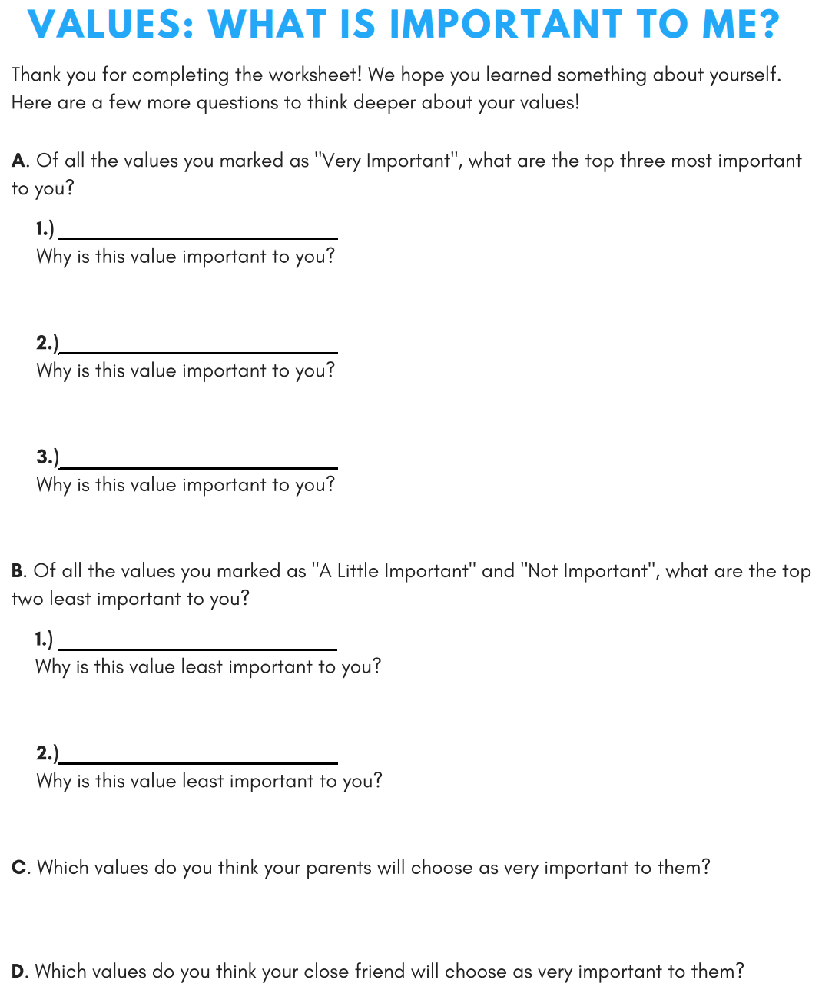 VALUES: WHAT IS IMPORTANT TO ME?
Thank you for completing the worksheet! We hope you learned something about yourself.
Here are a few more questions to think deeper about your values!
A. Of all the values you marked as "Very Important", what are the top three most important
to you?
1.)
Why is this value important to you?
2.)
Why is this value important to you?
3.)
Why is this value important to you?
B. Of all the values you marked as "A Little Important" and "Not Important", what are the top
two least important to you?
1.)
Why is this value least important to you?
2.)
Why is this value least important to you?
C. Which values do you think your parents will choose as very important to them?
D. Which values do you think your close friend will choose as very important to them?